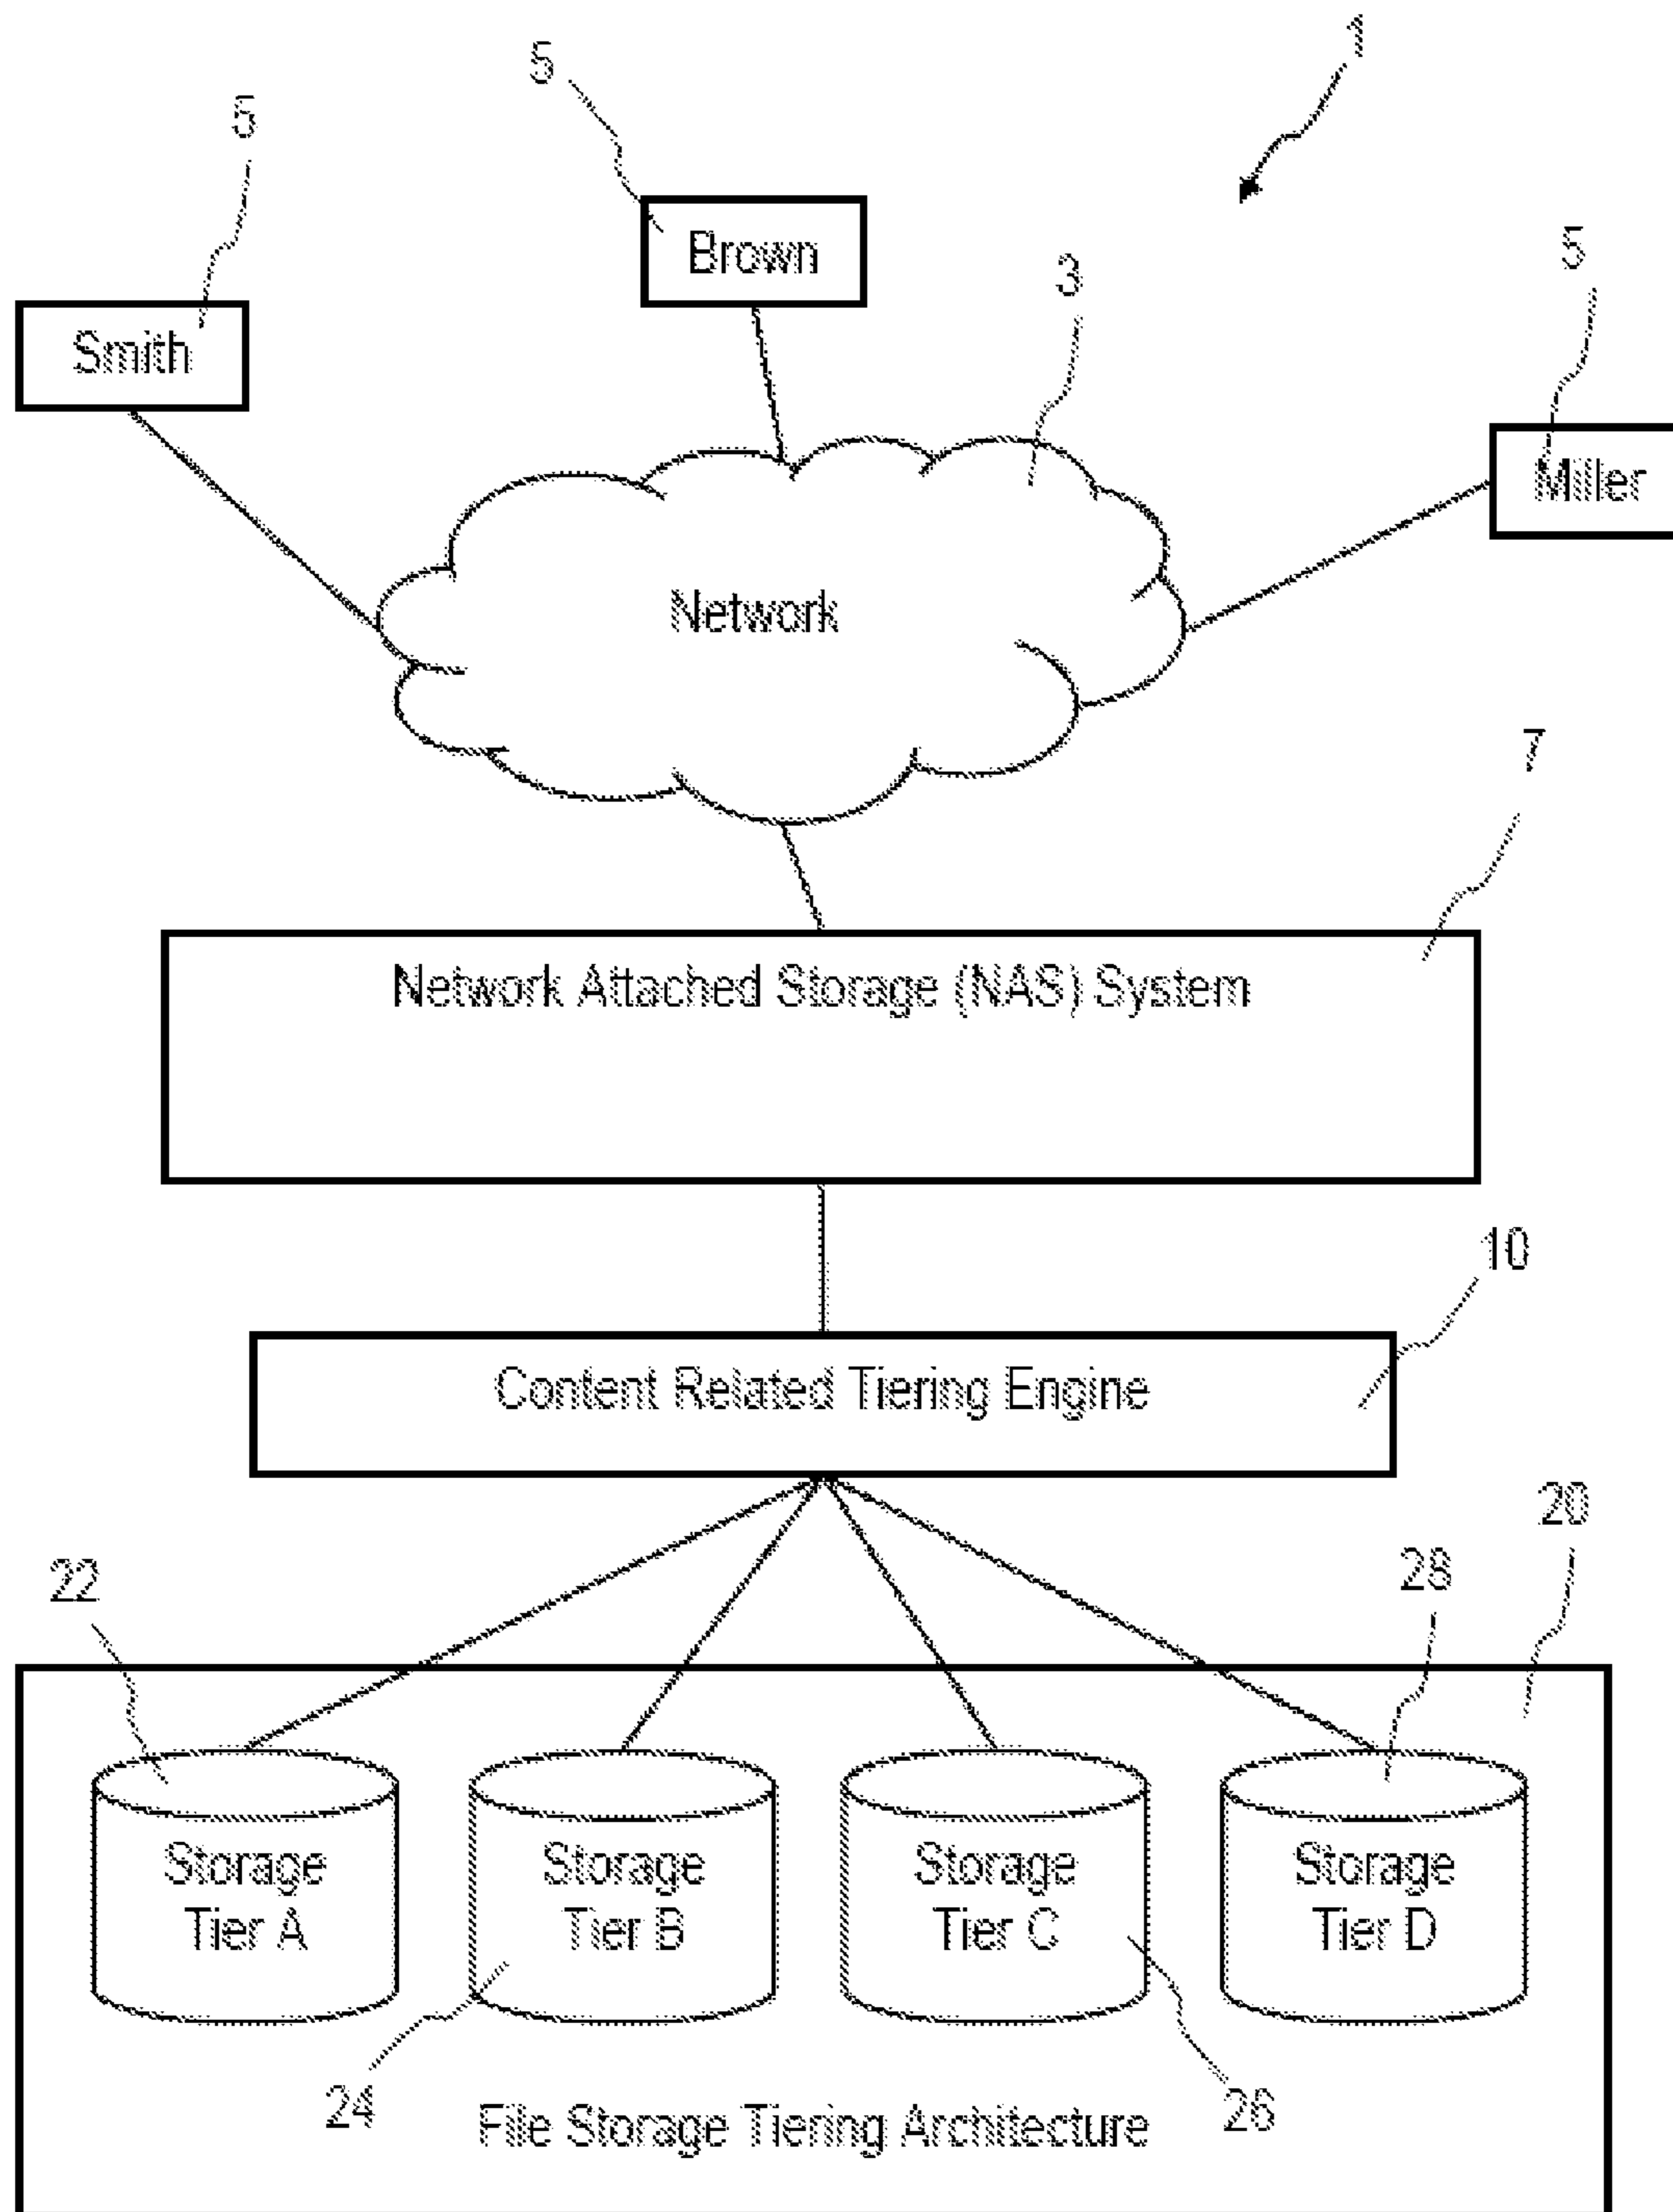 1
5
5
Brown
3
5
Smith
Miller
Network
7
Network Attached Storage (NAS) System
10
Content Related Tiering Engine
20
22
28
Storage
Tier A
Storage
Tier B
Storage
Tier C
Storage
Tier D
24
26
File Storage Tiering Architecture